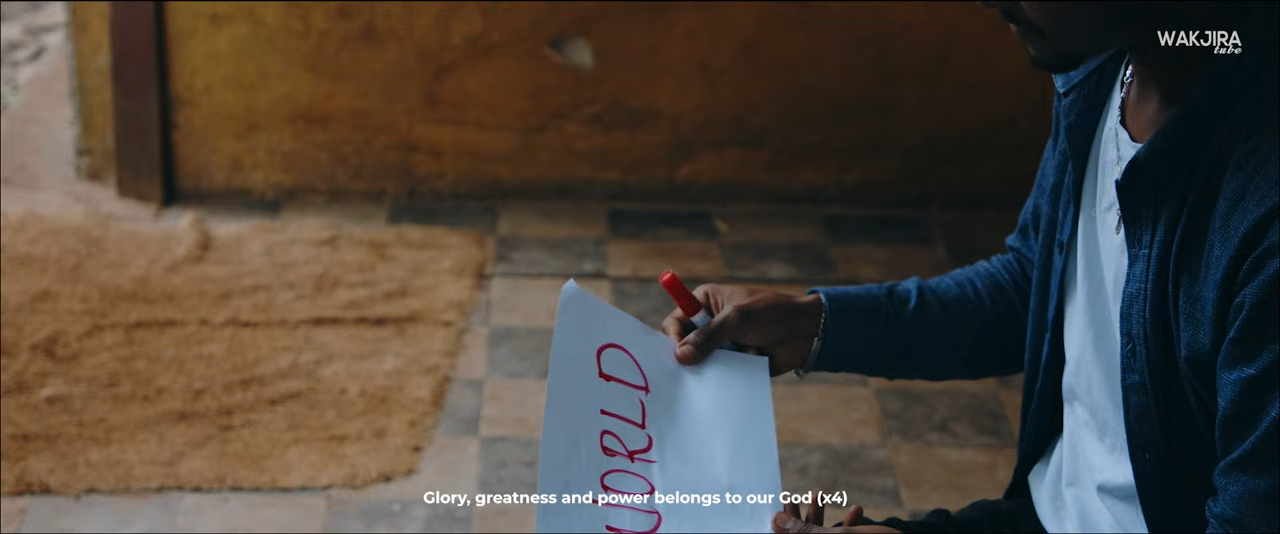 WAKJIRA
tube
WORLD
Glory, greatness and power belongs to our God (x4)